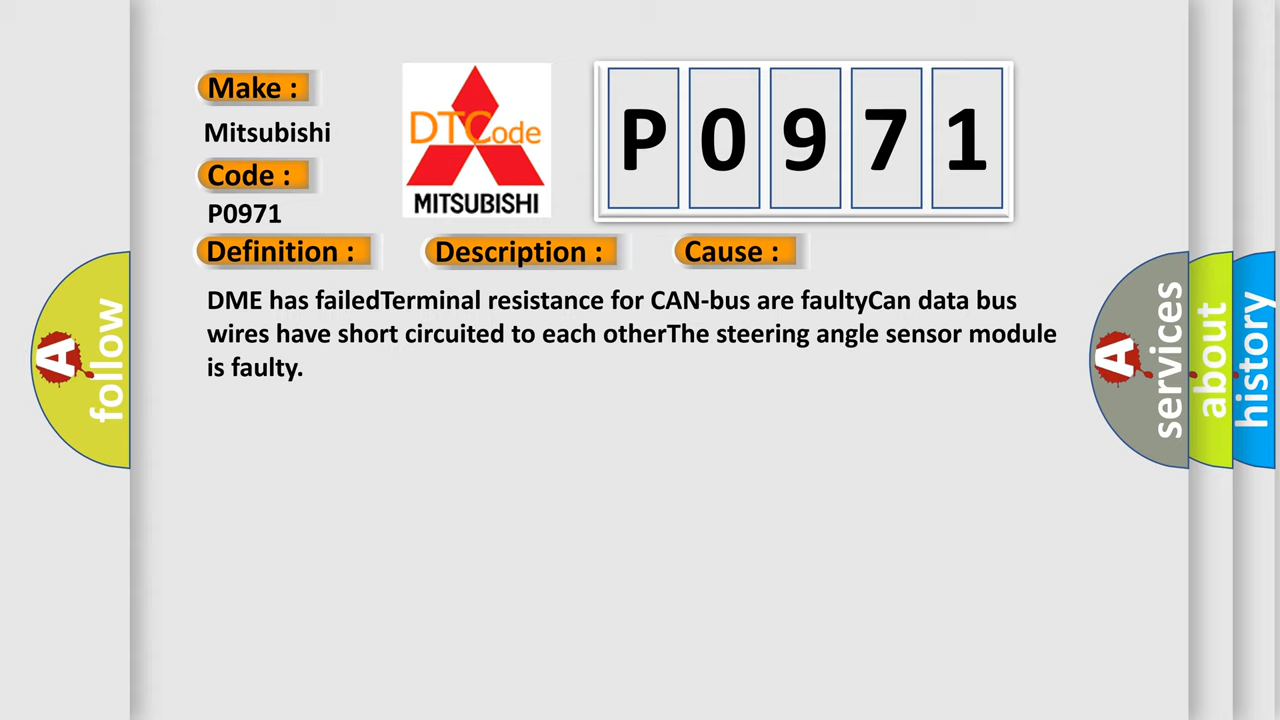 Make :
Mitsubishi
Code :
P0971
DTCode
MITSUBISHI
P 0 9 7 1
Definition :
Description :
Cause :
DME has failedTerminal resistance for CAN-bus are faultyCan data bus
wires have short circuited to each otherThe steering angle sensor module
is faulty.
A
follow
A
services
about
history